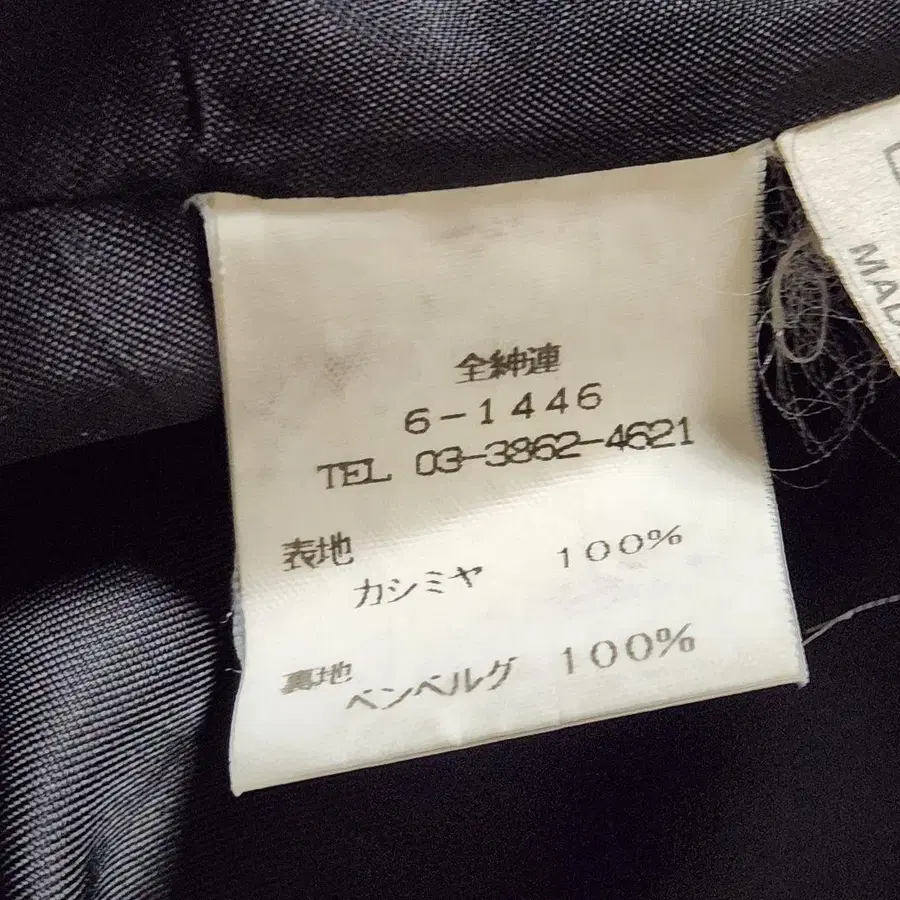 全紳連
6-1446
TEL 03-3862-4621
表地
カシミヤ 100%
裏地
ベンベルグ 100%